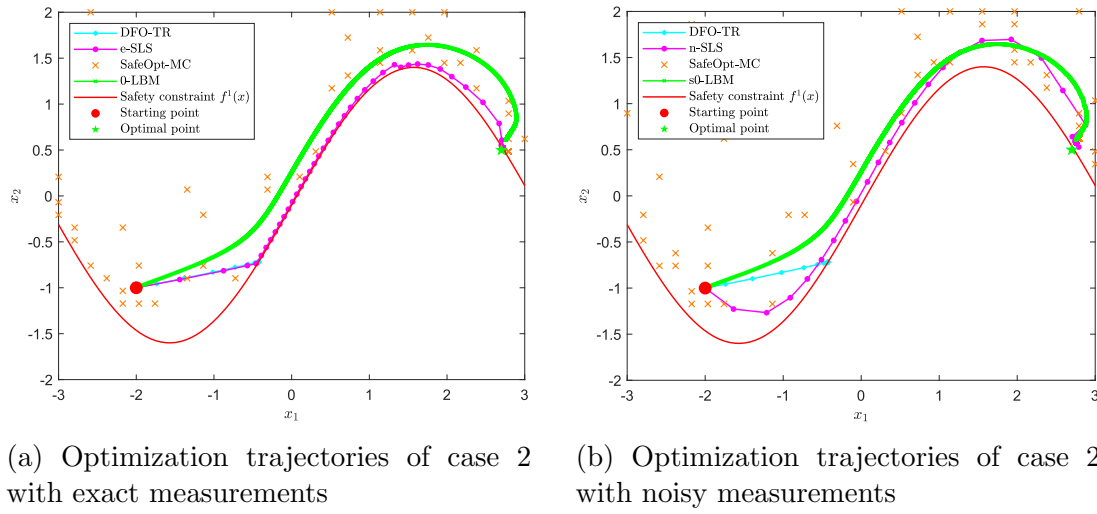 2
1.5
1
0.5
0
-0.5
-1
-1.5
-2
x2
-3
-2
-1
0
1
2
3
x1
DFO-TR
e-SLS
SafeOpt-MC
0-LBM
Safety constraint f¹(x)
Starting point
Optimal point
2
1.5
1
0.5
0
-0.5
-1
-1.5
-2
x2
-3
-2
-1
0
1
2
3
x1
DFO-TR
n-SLS
SafeOpt-MC
s0-LBM
Safety constraint f¹(x)
Starting point
Optimal point
(a) Optimization trajectories of case 2
with exact measurements
(b) Optimization trajectories of case 2
with noisy measurements